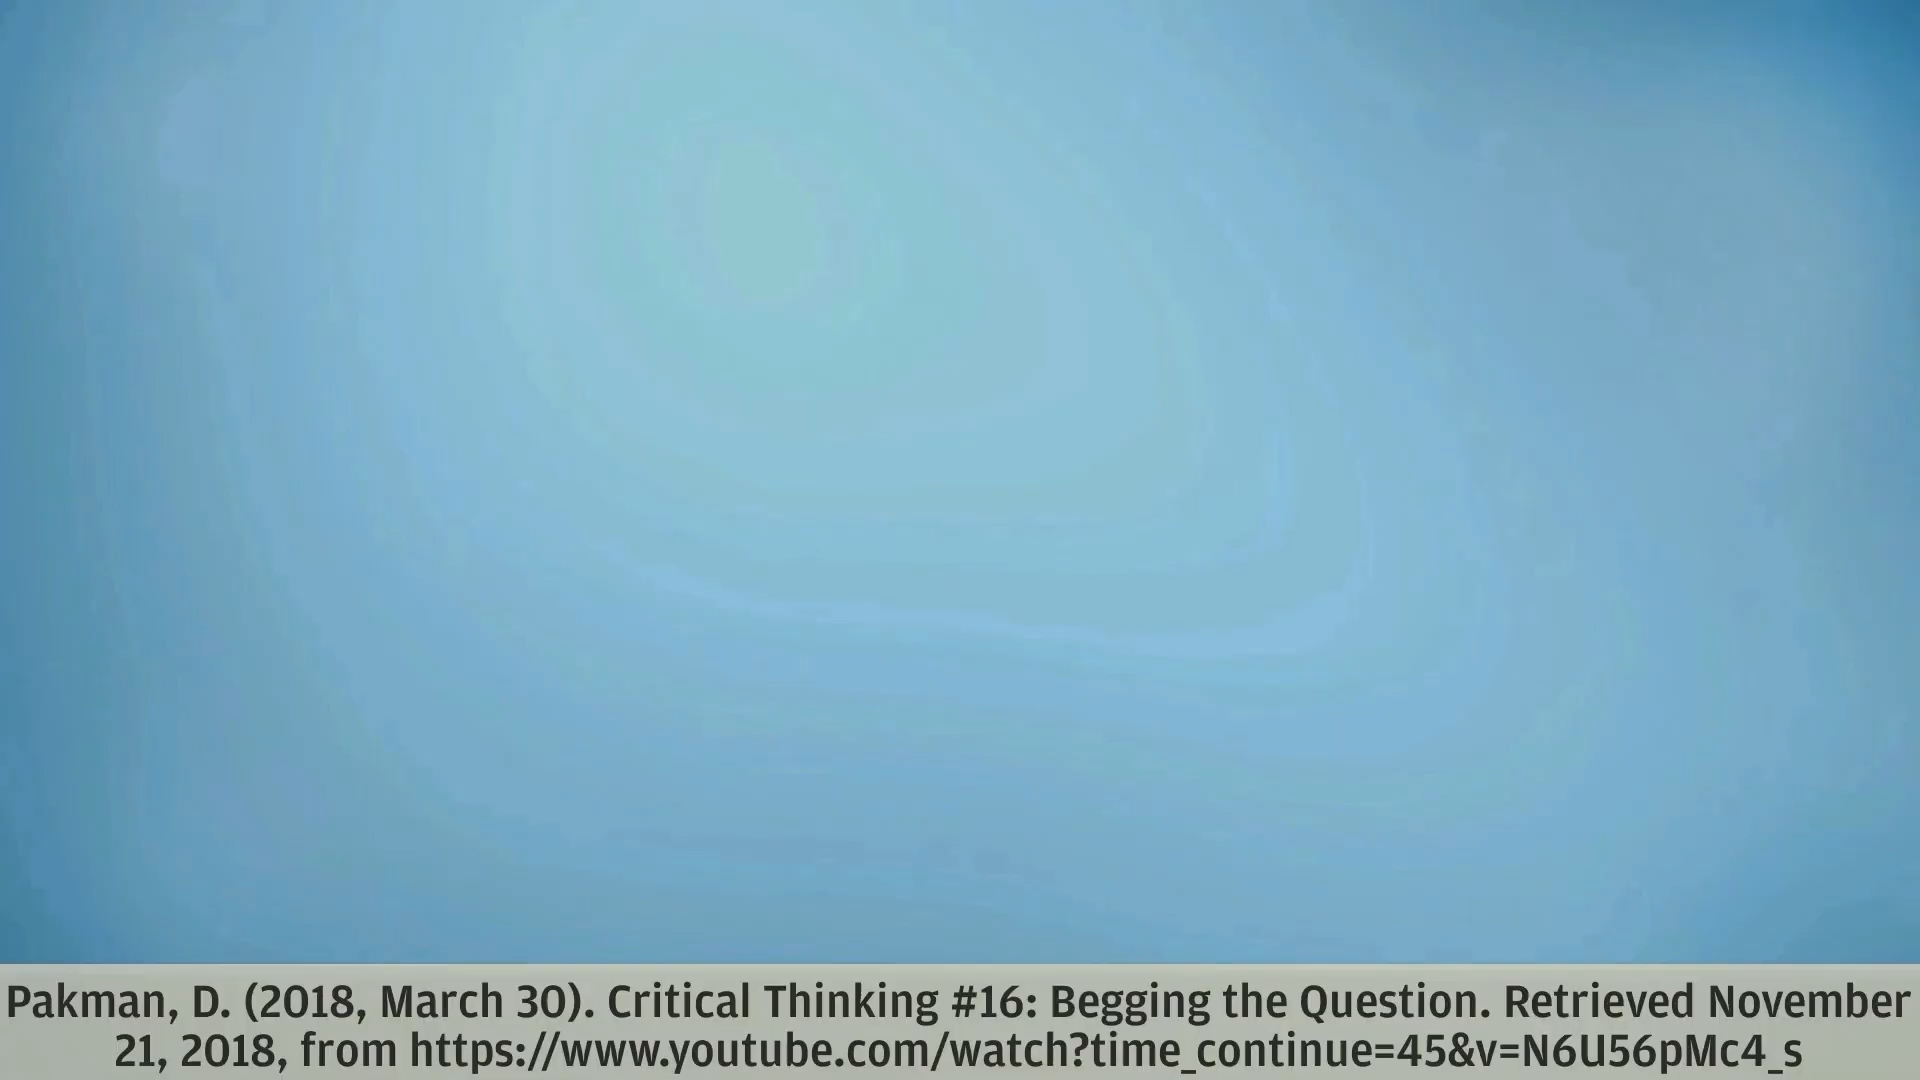 Pakman, D. (2018, March 30). Critical Thinking #16: Begging the Question. Retrieved November
21, 2018, from https://www.youtube.com/watch?time_continue=45&v=N6U56pMc4_s